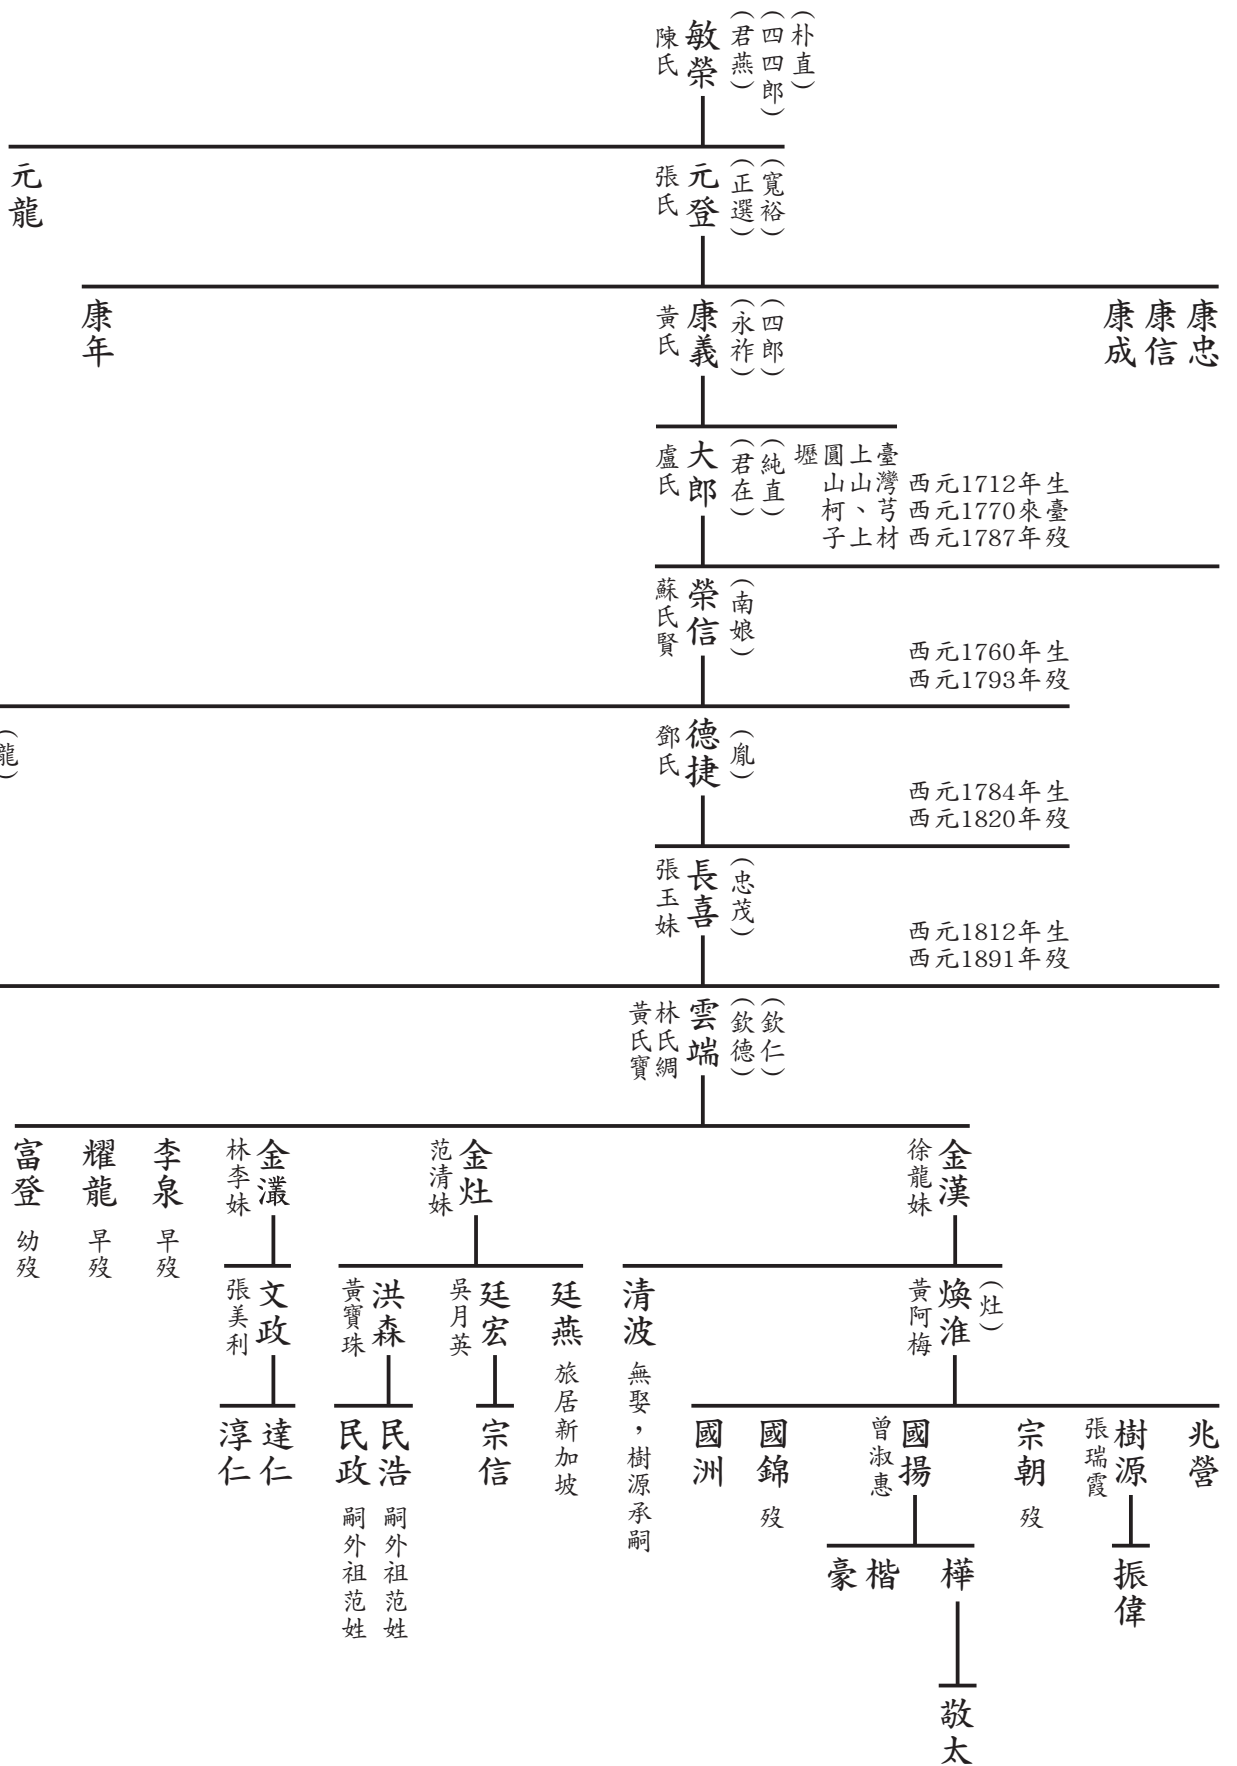 （朴直）
（四四郎）
（君燕）
敏榮
陳氏
（寬裕）
（正選）
元登
張氏
元龍
康忠
康信
康成
（四郎）
（永祚）
康義
黃氏
康年
西元1712年生
西元1770來臺
西元1787年歿
臺灣芎材
上山、上
圓山柯子
壢
（純直）
（君在）
大郎
盧氏
西元1760年生
西元1793年歿
（南娘）
榮信
蘇氏賢
西元1784年生
西元1820年歿
（胤）
德捷
鄧氏
龍）
西元1812年生
西元1891年歿
（忠茂）
長喜
張玉妹
（欽仁）
（欽德）
雲端
林氏綢
黃氏寶
金漢
徐龍妹
金灶
范清妹
金灇
林李妹
李泉 早歿
耀龍 早歿
富登 幼歿
（灶）
煥淮
黃阿梅
清波 無娶，樹源承嗣
廷燕 旅居新加坡
廷宏
吳月英
洪森
黃寶珠
文政
張美利
兆營
樹源
張瑞霞
宗朝 歿
國揚
曾淑惠
國錦 歿
國洲
宗信
民浩 嗣外祖范姓
民政 嗣外祖范姓
達仁
淳仁
振偉
樺
楷
豪
敬太